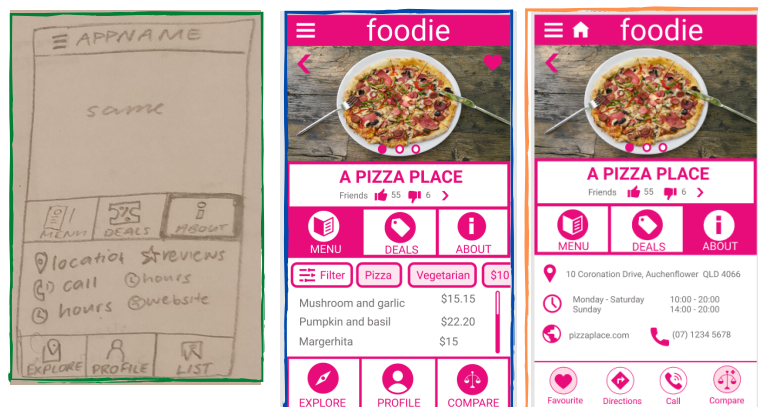 APPNAME
same
MENU
DEALS
ABOUT
location
reviews
call
hours
hours
website
EXPLORE
PROFILE
LIST
foodie
A PIZZA PLACE
Friends 55 6
MENU
DEALS
ABOUT
Filter
Pizza
Vegetarian
$10
Mushroom and garlic $15.15
Pumpkin and basil $22.20
Margerhita $15
EXPLORE
PROFILE
COMPARE
foodie
A PIZZA PLACE
Friends 55 6
MENU
DEALS
ABOUT
10 Coronation Drive, Auchenflower QLD 4066
Monday - Saturday 10:00 - 20:00
Sunday 14:00 - 20:00
pizzaplace.com (07) 1234 5678
Favourite
Directions
Call
Compare